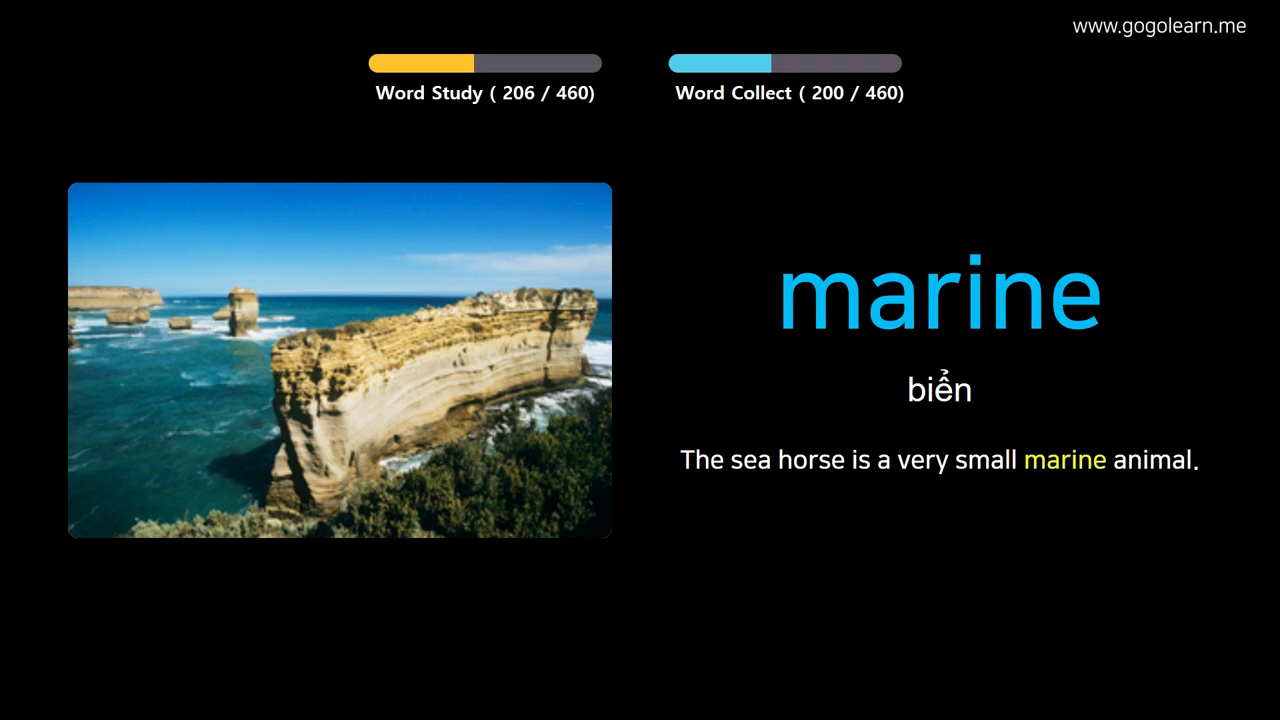 www.gogolearn.me
Word Study ( 206 / 460)
Word Collect ( 200 / 460)
marine
biển
The sea horse is a very small marine animal.